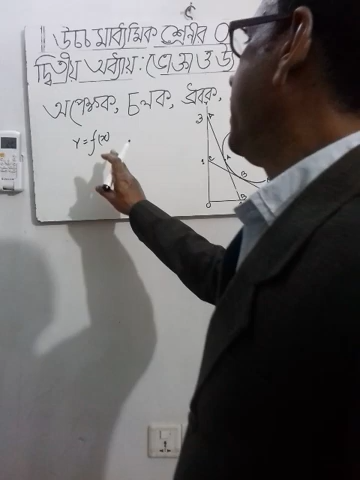 ॥ উচ্চ মাধ্যমিক শ্রেনীর
দ্বিতীয় অধ্যায়: ভোক্তা ও উ
অপেক্ষক, চলক, ধ্রুবক,
Y = f(x)